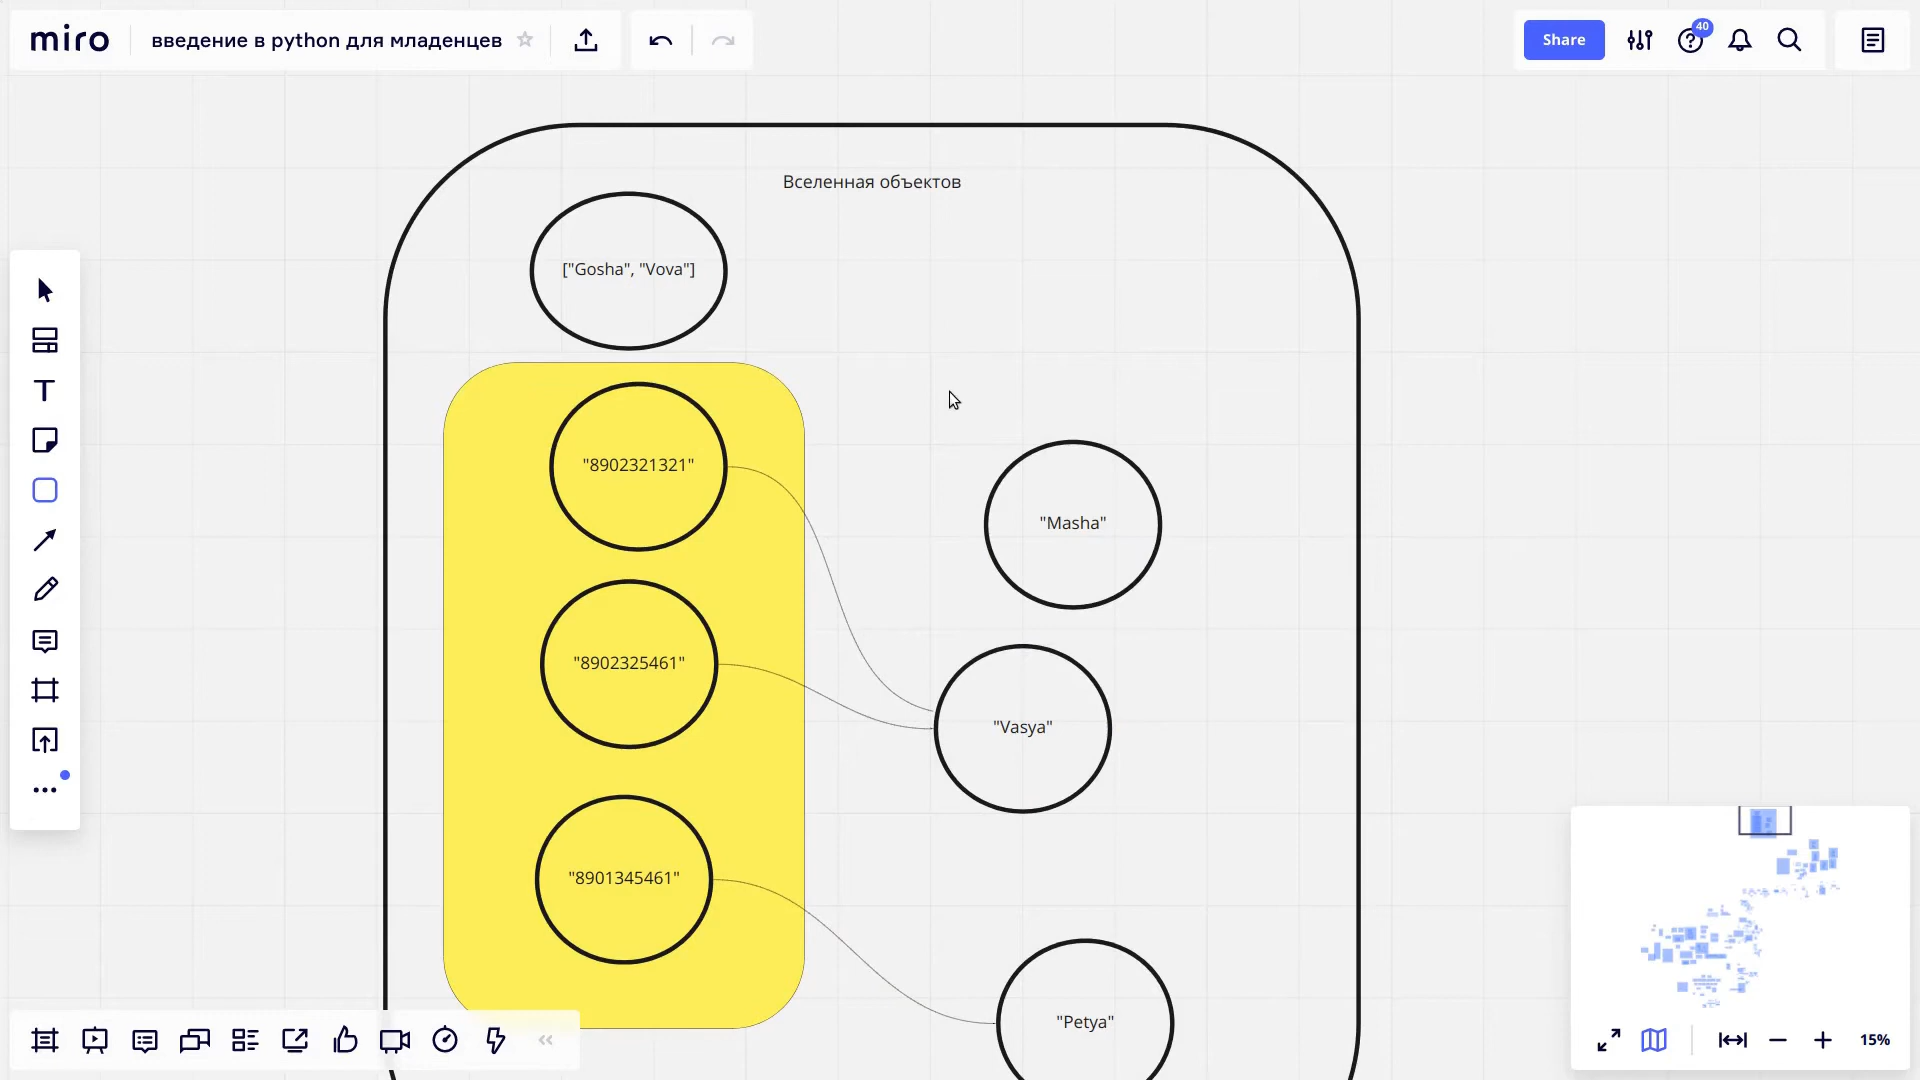 miro
введение в python для младенцев
Share
40
Вселенная объектов
["Gosha", "Vova"]
"8902321321"
"Masha"
"8902325461"
"Vasya"
"8901345461"
"Petya"
15%